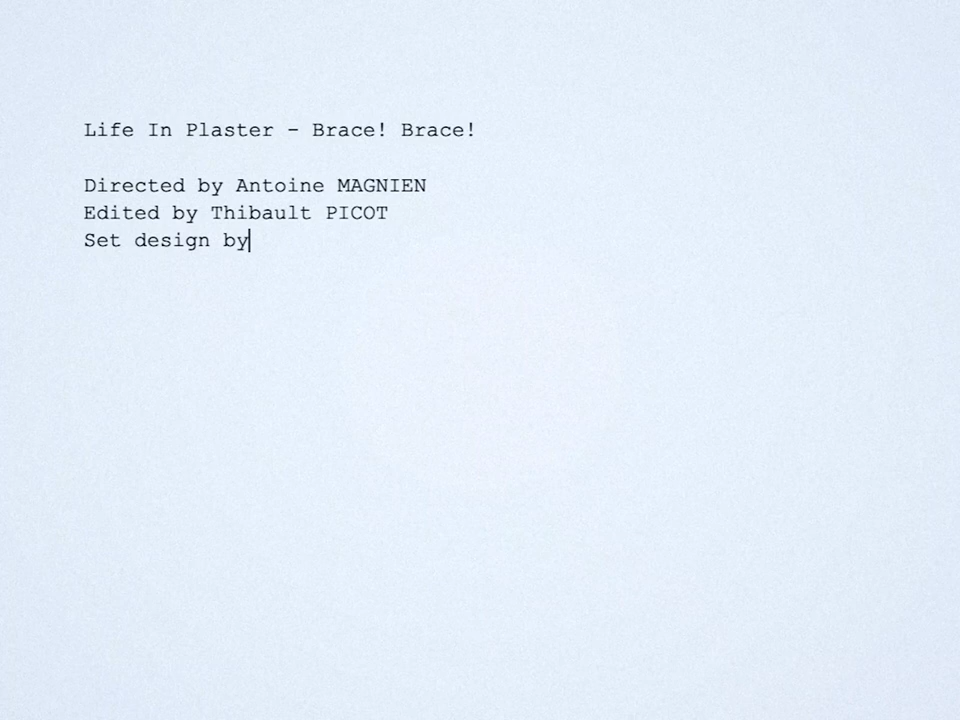 Life In Plaster - Brace! Brace!
Directed by Antoine MAGNIEN
Edited by Thibault PICOT
Set design by